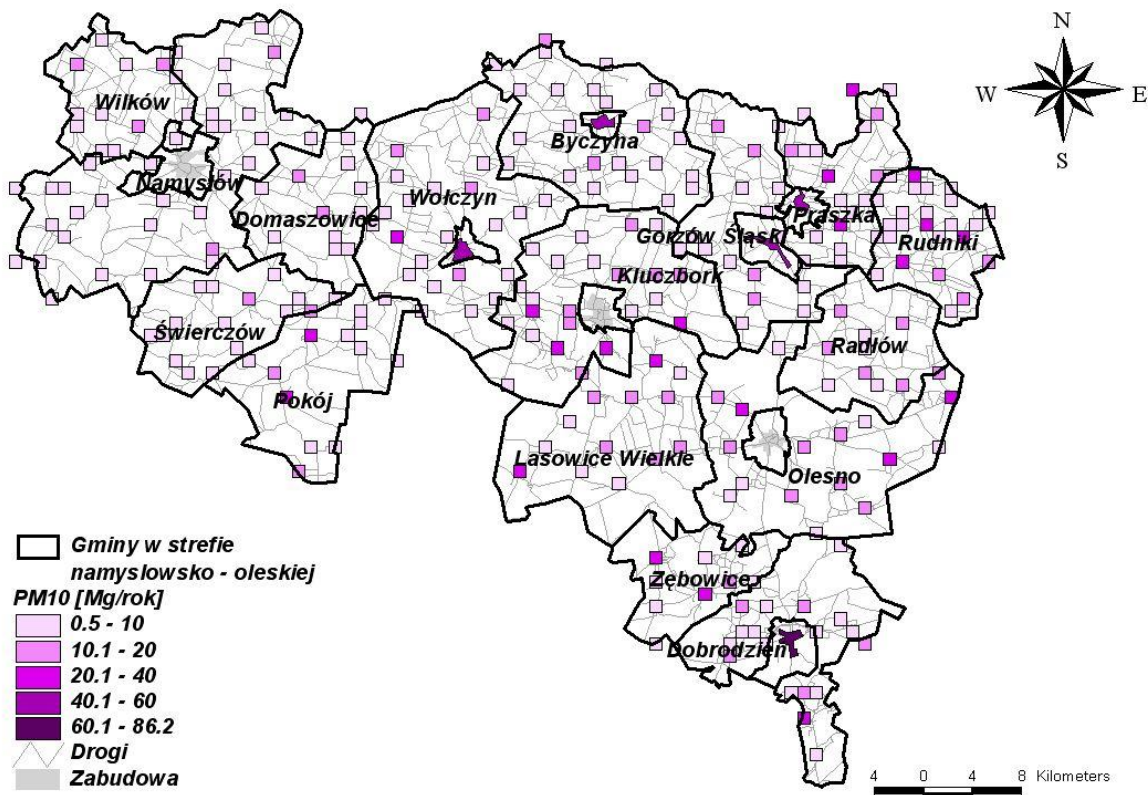 N
W E
S
Wilków
Byczyna
Namysłów
Domaszowice
Wołczyn
Praszka
Gorzów Śląsk
Rudniki
Kluczbork
Świerczów
Radłów
Pokój
Lasowice Wielkie
Olesno
Zębowice
Dobrodzień
Gminy w strefie
namyslowsko - oleskiej
PM10 [Mg/rok]
0.5 - 10
10.1 - 20
20.1 - 40
40.1 - 60
60.1 - 86.2
Drogi
Zabudowa
4 0 4 8 Kilometers